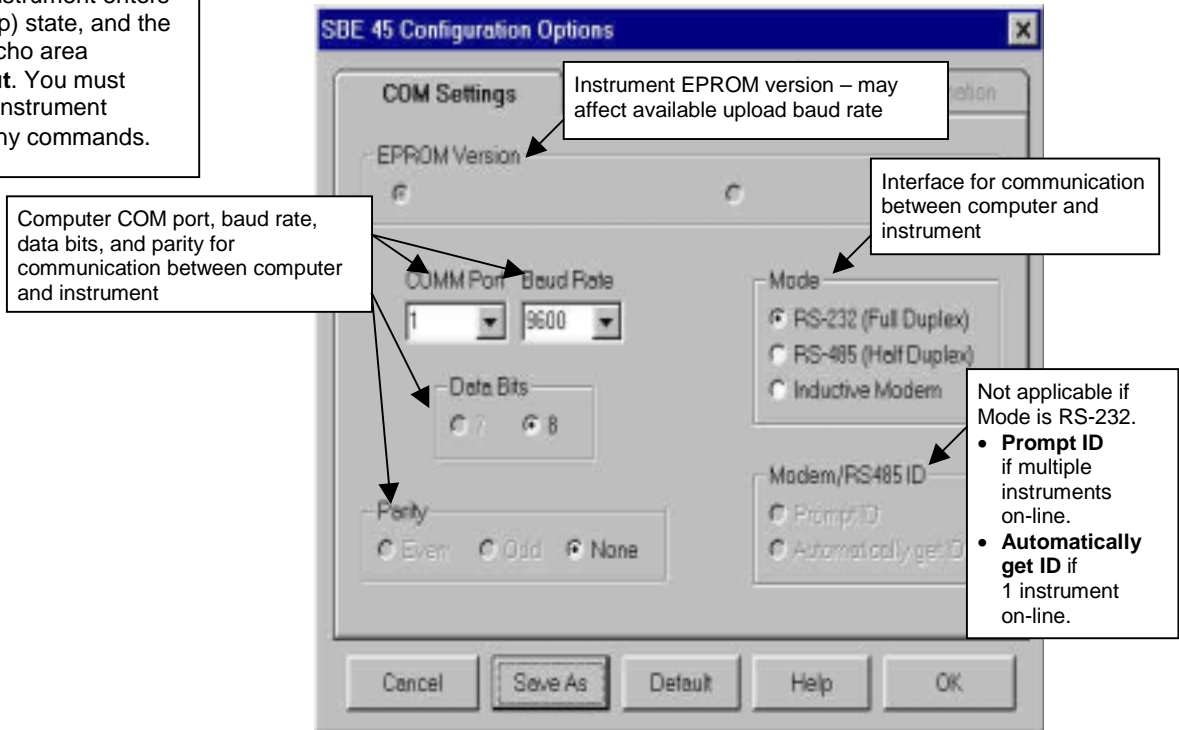 nstrument enters
p) state, and the
cho area
ut. You must
nstrument
ny commands.
SBE 45 Configuration Options
COM Settings
Instrument EPROM version – may
affect available upload baud rate
EPROM Version
Interface for communication
between computer and
instrument
Computer COM port, baud rate,
data bits, and parity for
communication between computer
and instrument
COMM Port Baud Rate
1 9600
Mode
RS-232 (Full Duplex)
RS-485 (Half Duplex)
Inductive Modem
Data Bits
7 8
Not applicable if
Mode is RS-232.
• Prompt ID
if multiple
instruments
on-line.
• Automatically
get ID if
1 instrument
on-line.
Modem/RS485 ID
Prompt ID
Automatically get ID
Parity
Even Odd None
Cancel Save As Default Help OK